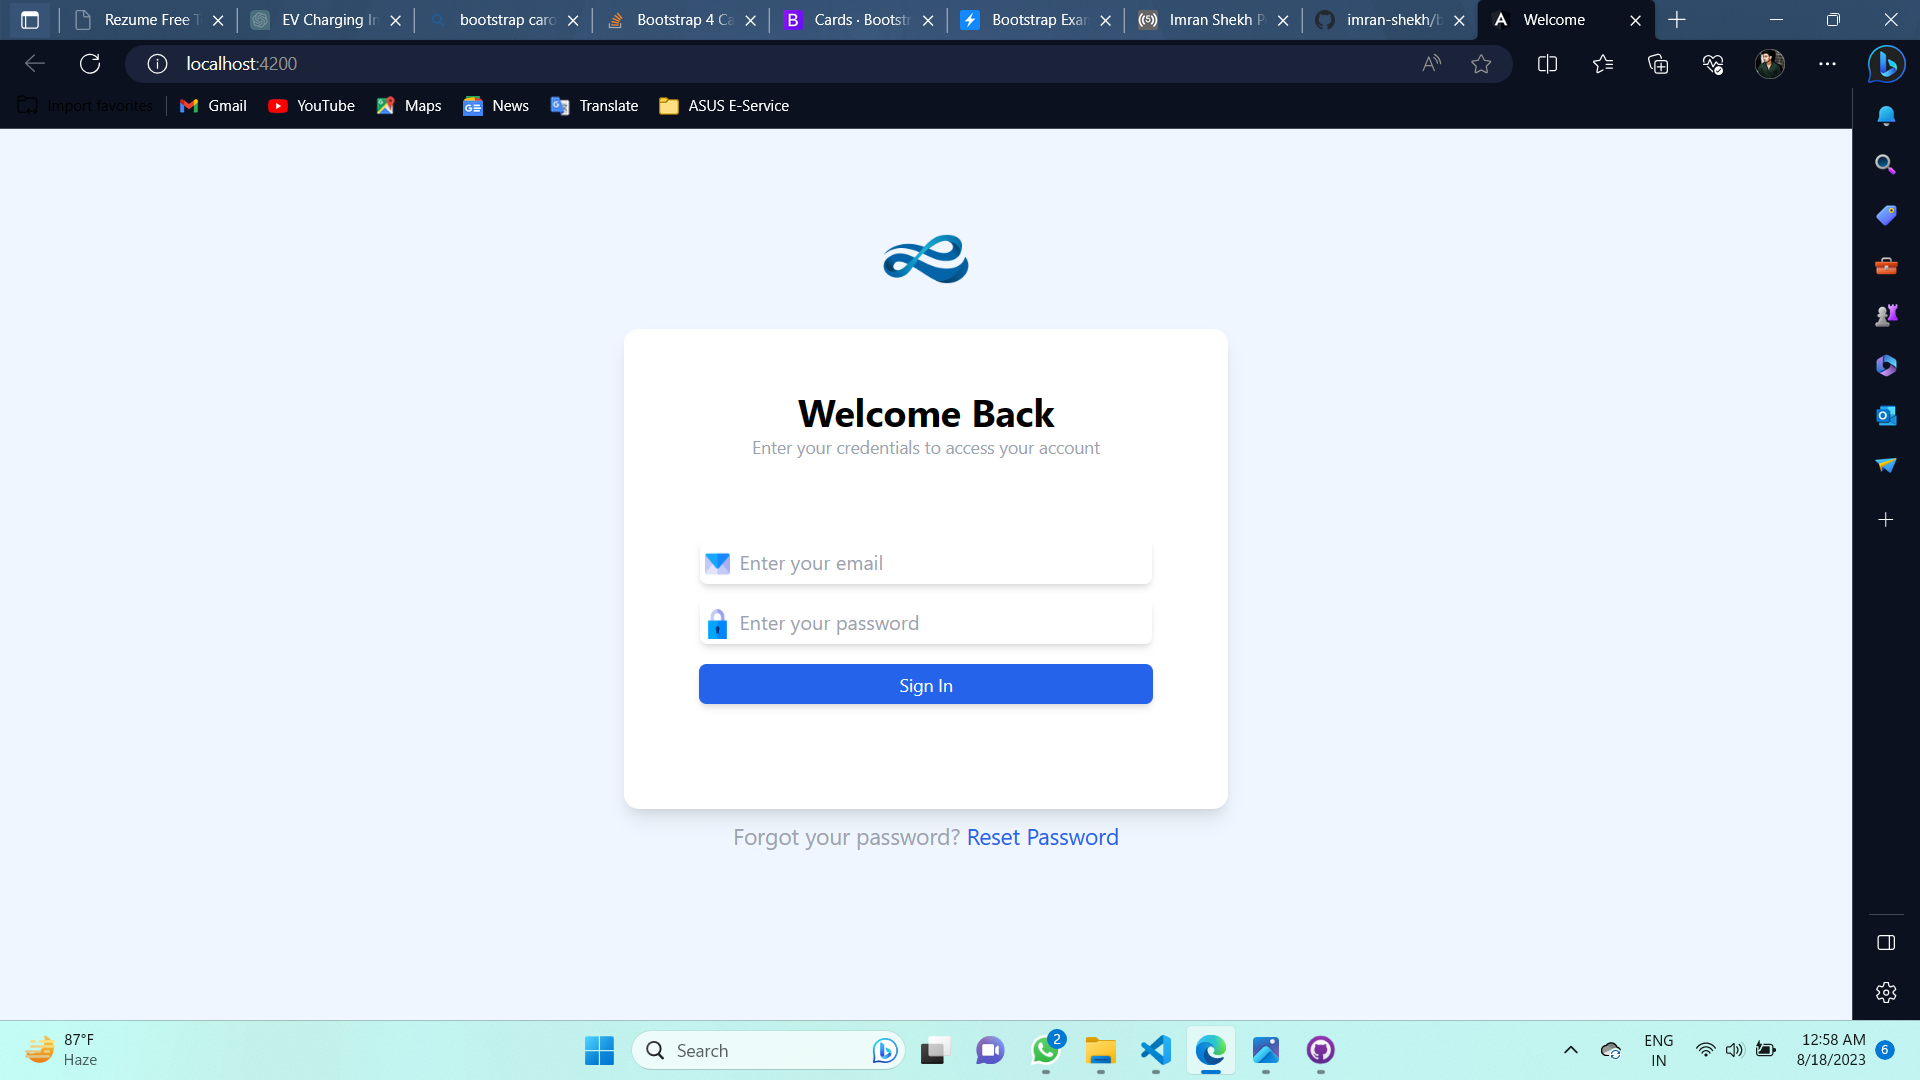 Rezume Free T
EV Charging In
bootstrap caro
Bootstrap 4 Ca
Cards · Bootstr
Bootstrap Exam
Imran Shekh P
imran-shekh/b
Welcome
localhost:4200
Import favorites
Gmail
YouTube
Maps
News
Translate
ASUS E-Service
Welcome Back
Enter your credentials to access your account
Enter your email
Enter your password
Sign In
Forgot your password? Reset Password
87°F
Haze
Search
2
ENG
IN
12:58 AM
8/18/2023
6